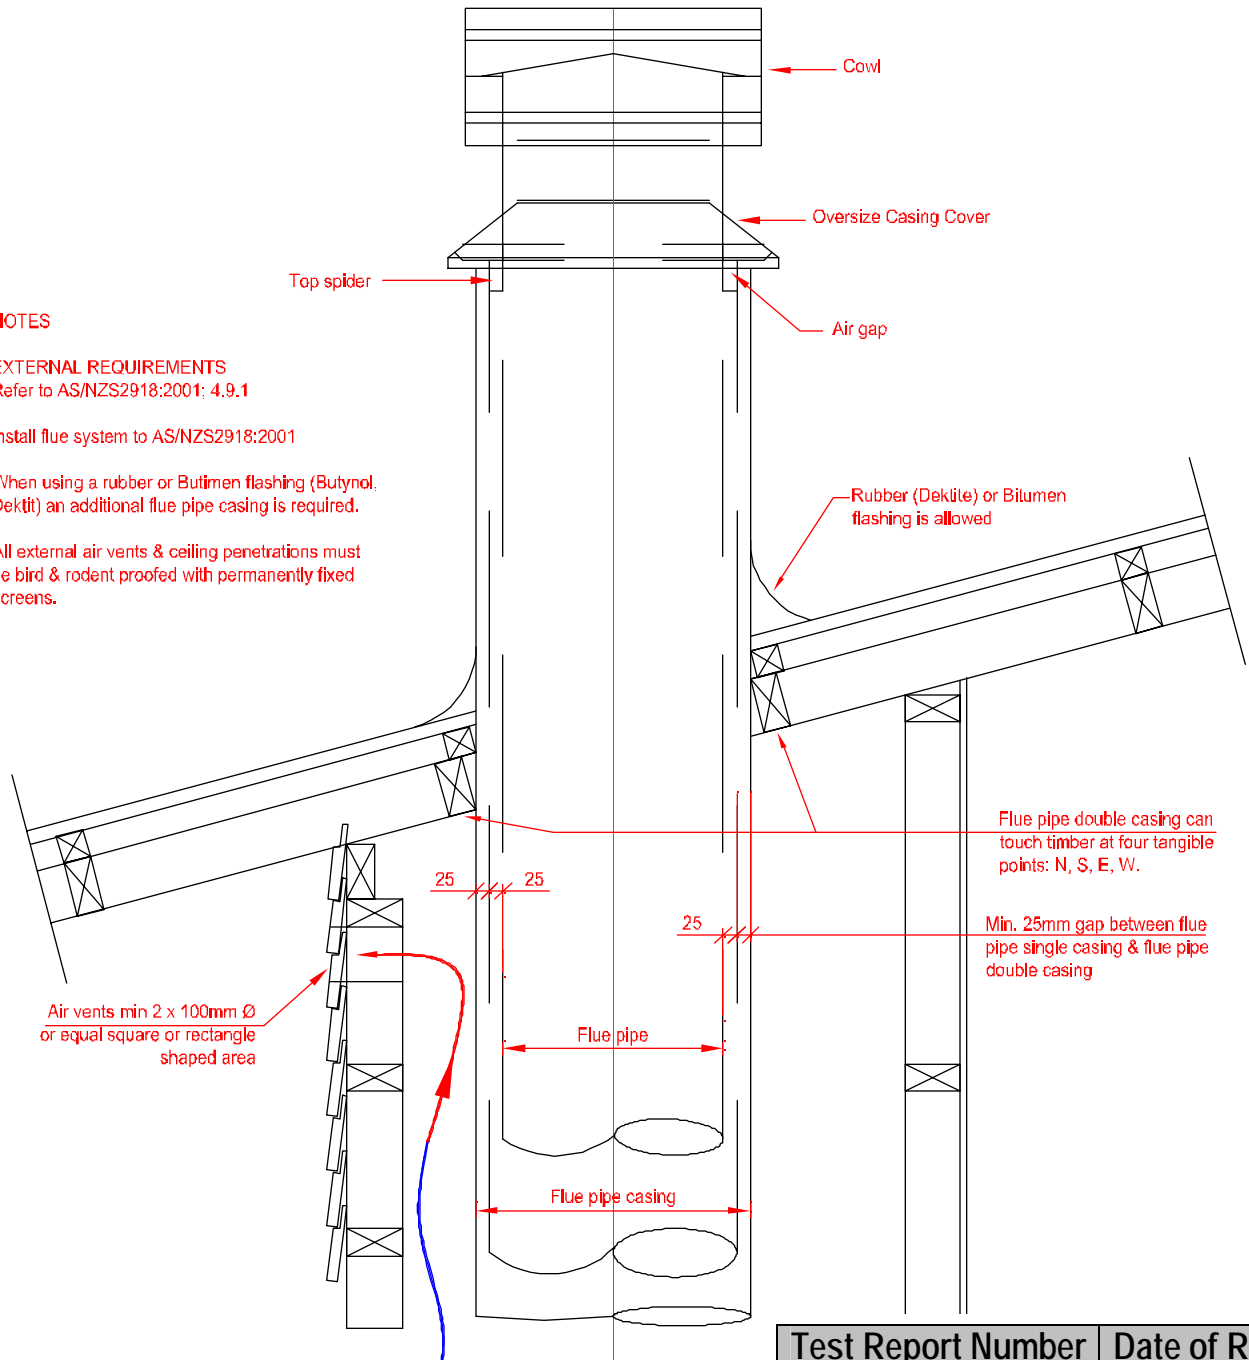 Cowl
Oversize Casing Cover
Top spider
Air gap
NOTES
EXTERNAL REQUIREMENTS
Refer to AS/NZS2918:2001; 4.9.1
Install flue system to AS/NZS2918:2001
When using a rubber or Butimen flashing (Butynol,
Dektit) an additional flue pipe casing is required.
All external air vents & ceiling penetrations must
be bird & rodent proofed with permanently fixed
screens.
Rubber (Deklite) or Bitumen
flashing is allowed
Flue pipe double casing can
touch timber at four tangible
points: N, S, E, W.
25 25
25
Min. 25mm gap between flue
pipe single casing & flue pipe
double casing
Air vents min 2 x 100mm Ø
or equal square or rectangle
shaped area
Flue pipe
Flue pipe casing
Test Report Number Date of R